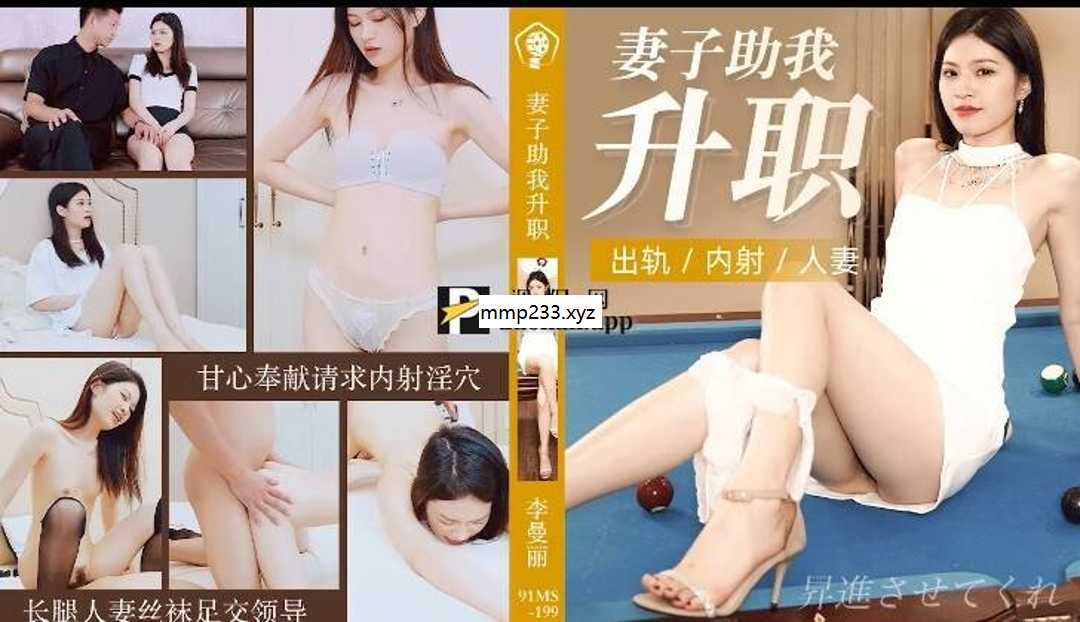 甘心奉献请求内射淫穴
长腿人妻丝袜足交领导
妻子助我升职
李曼丽
91MS
-199
妻子助我
升职
出轨 / 内射 / 人妻
mmp233.xyz
昇進させてくれ